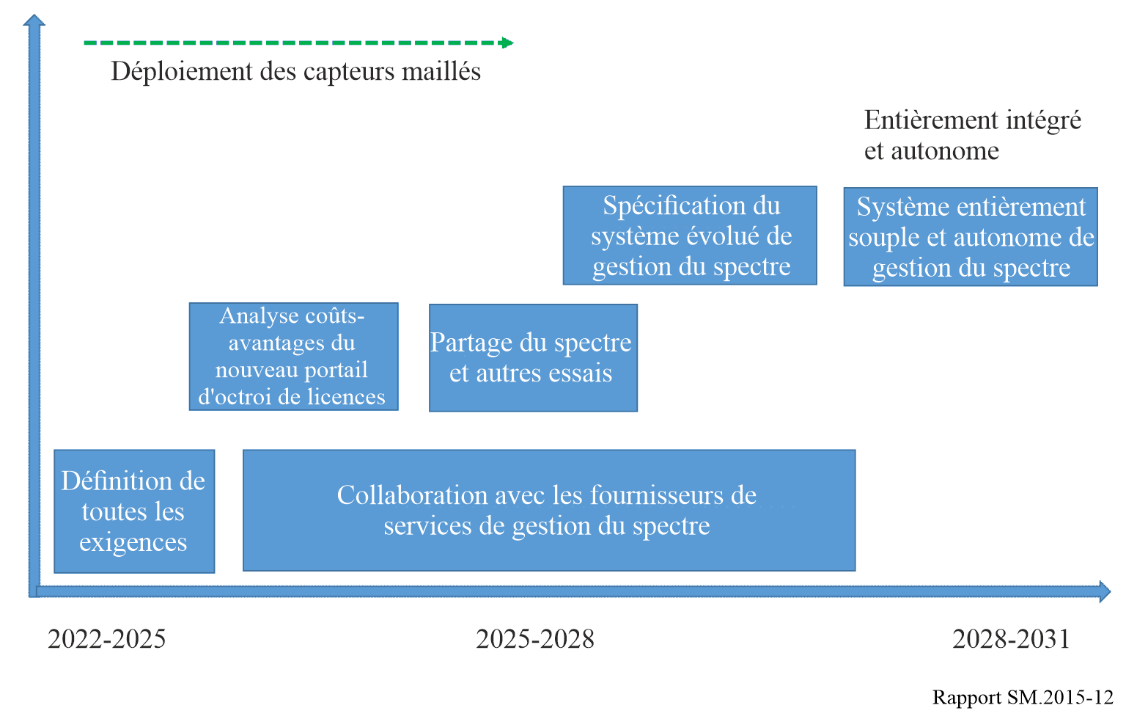 Déploiement des capteurs maillés
Entièrement intégré
et autonome
Spécification du
système évolué de
gestion du spectre
Système entièrement
souple et autonome de
gestion du spectre
Analyse coûts-
avantages du
nouveau portail
d'octroi de licences
Partage du spectre
et autres essais
Définition de
toutes les
exigences
Collaboration avec les fournisseurs de
services de gestion du spectre
2022-2025
2025-2028
2028-2031
Rapport SM.2015-12